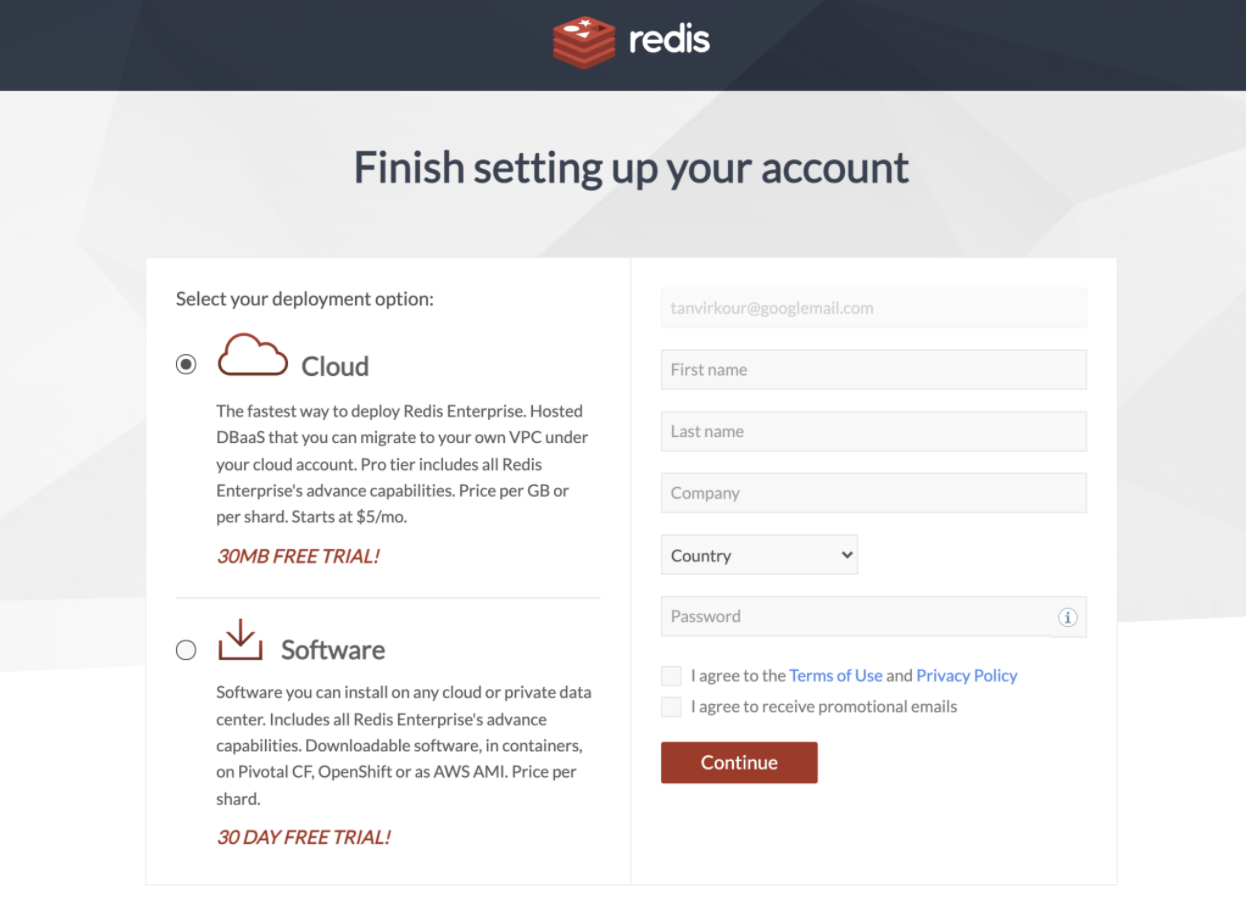 redis
Finish setting up your account
Select your deployment option:
Cloud
The fastest way to deploy Redis Enterprise. Hosted
DBaaS that you can migrate to your own VPC under
your cloud account. Pro tier includes all Redis
Enterprise's advance capabilities. Price per GB or
per shard. Starts at $5/mo.
30MB FREE TRIAL!
Software
Software you can install on any cloud or private data
center. Includes all Redis Enterprise's advance
capabilities. Downloadable software, in containers,
on Pivotal CF, OpenShift or as AWS AMI. Price per
shard.
30 DAY FREE TRIAL!
tanvirkour@googlemail.com
First name
Last name
Company
Country
Password
I agree to the Terms of Use and Privacy Policy
I agree to receive promotional emails
Continue